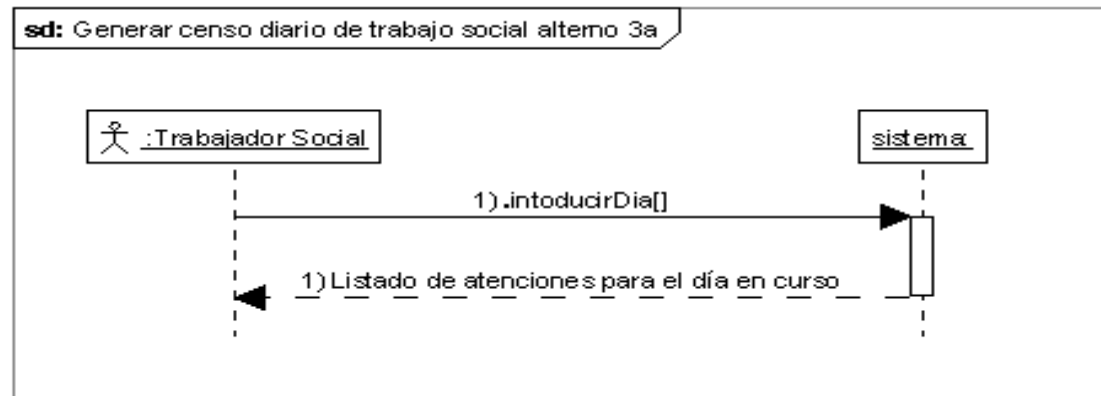 sd: Generar censo diario de trabajo social alterno 3a
:Trabajador Social
sistema:
1).intoducirDia[]
1)Listado de atenciones para el día en curso